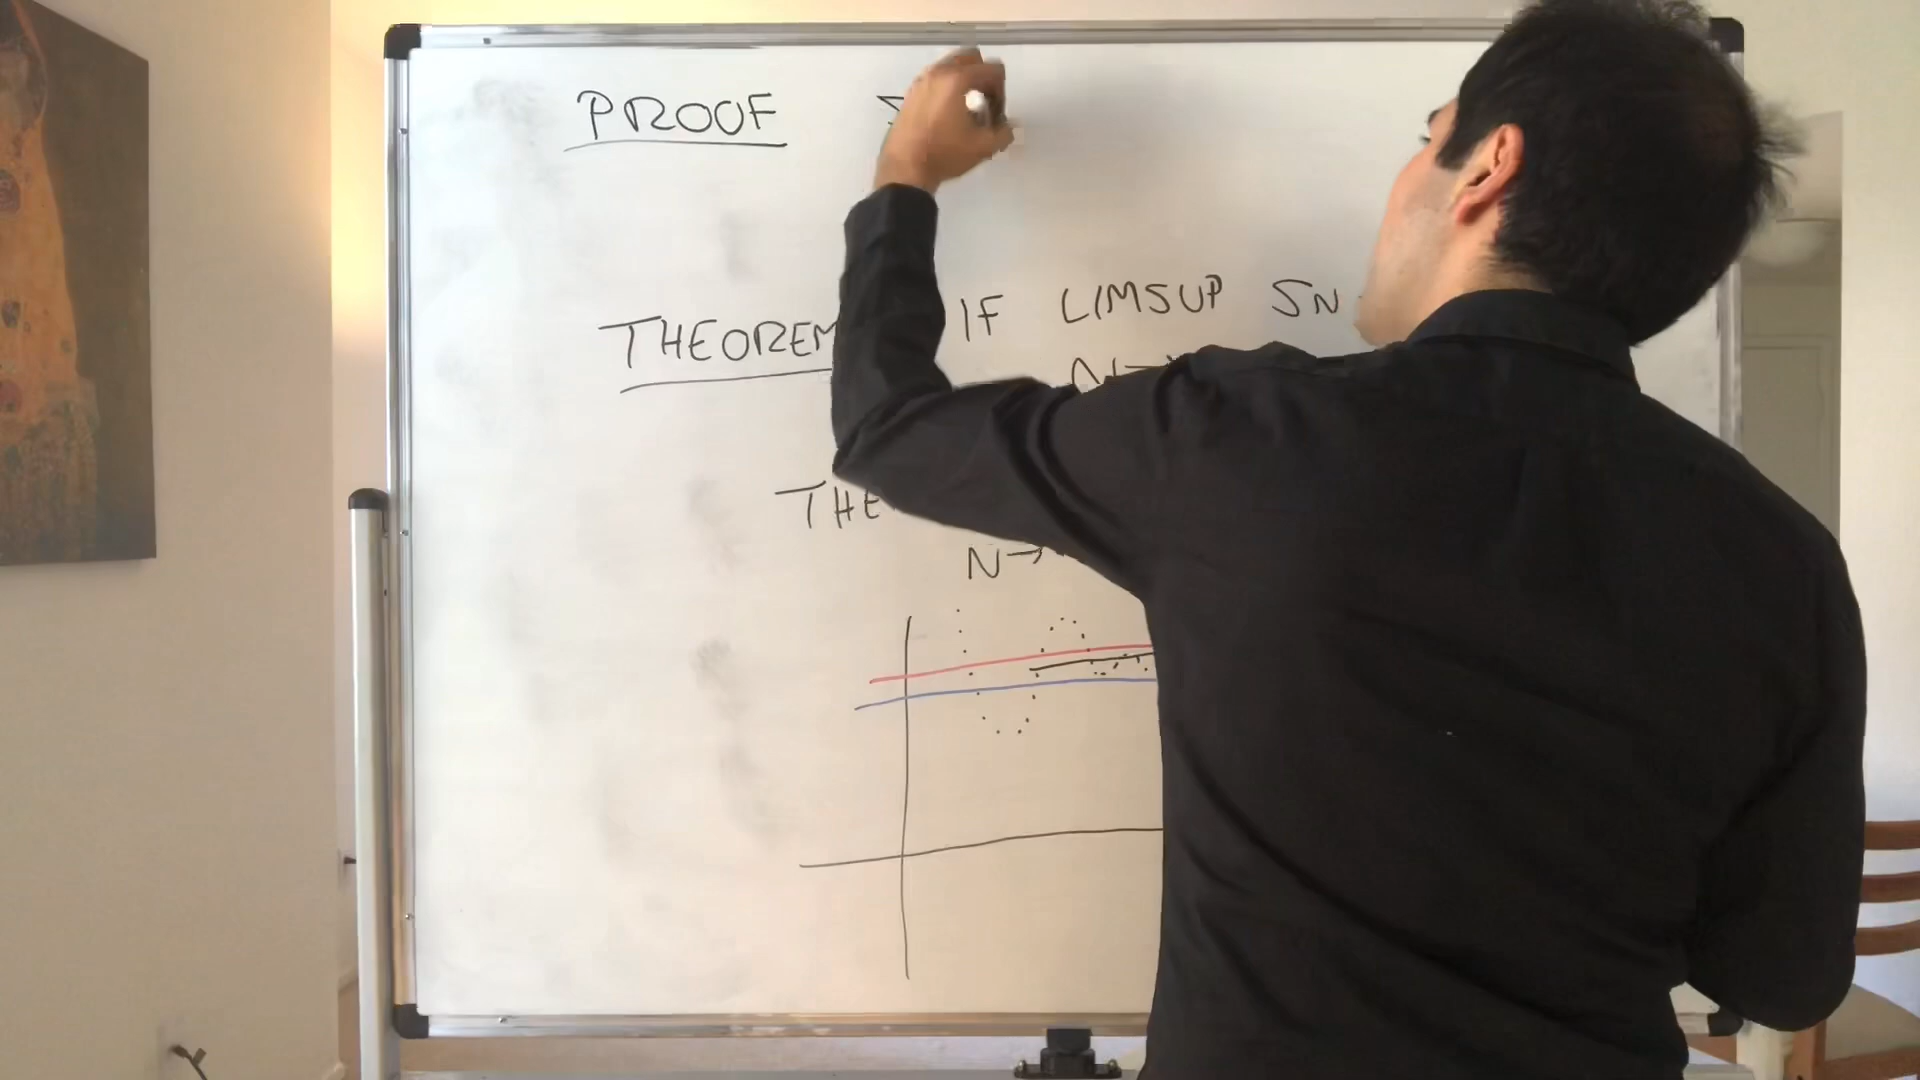 PROOF
THEOREM IF LIMSUP SN
N→
THE
N→